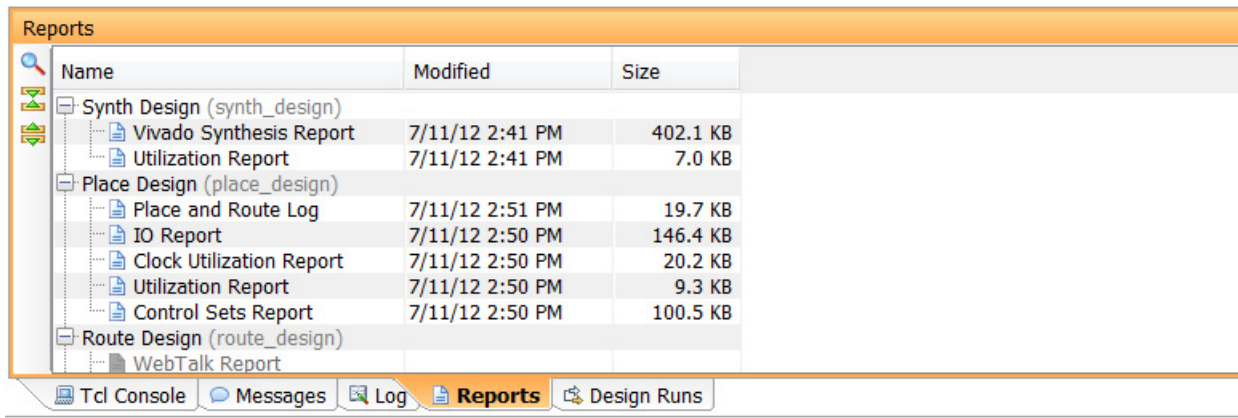 Reports
Name Modified Size
Synth Design (synth_design)
Vivado Synthesis Report 7/11/12 2:41 PM 402.1 KB
Utilization Report 7/11/12 2:41 PM 7.0 KB
Place Design (place_design)
Place and Route Log 7/11/12 2:51 PM 19.7 KB
IO Report 7/11/12 2:50 PM 146.4 KB
Clock Utilization Report 7/11/12 2:50 PM 20.2 KB
Utilization Report 7/11/12 2:50 PM 9.3 KB
Control Sets Report 7/11/12 2:50 PM 100.5 KB
Route Design (route_design)
WebTalk Report
Tcl Console Messages Log Reports Design Runs